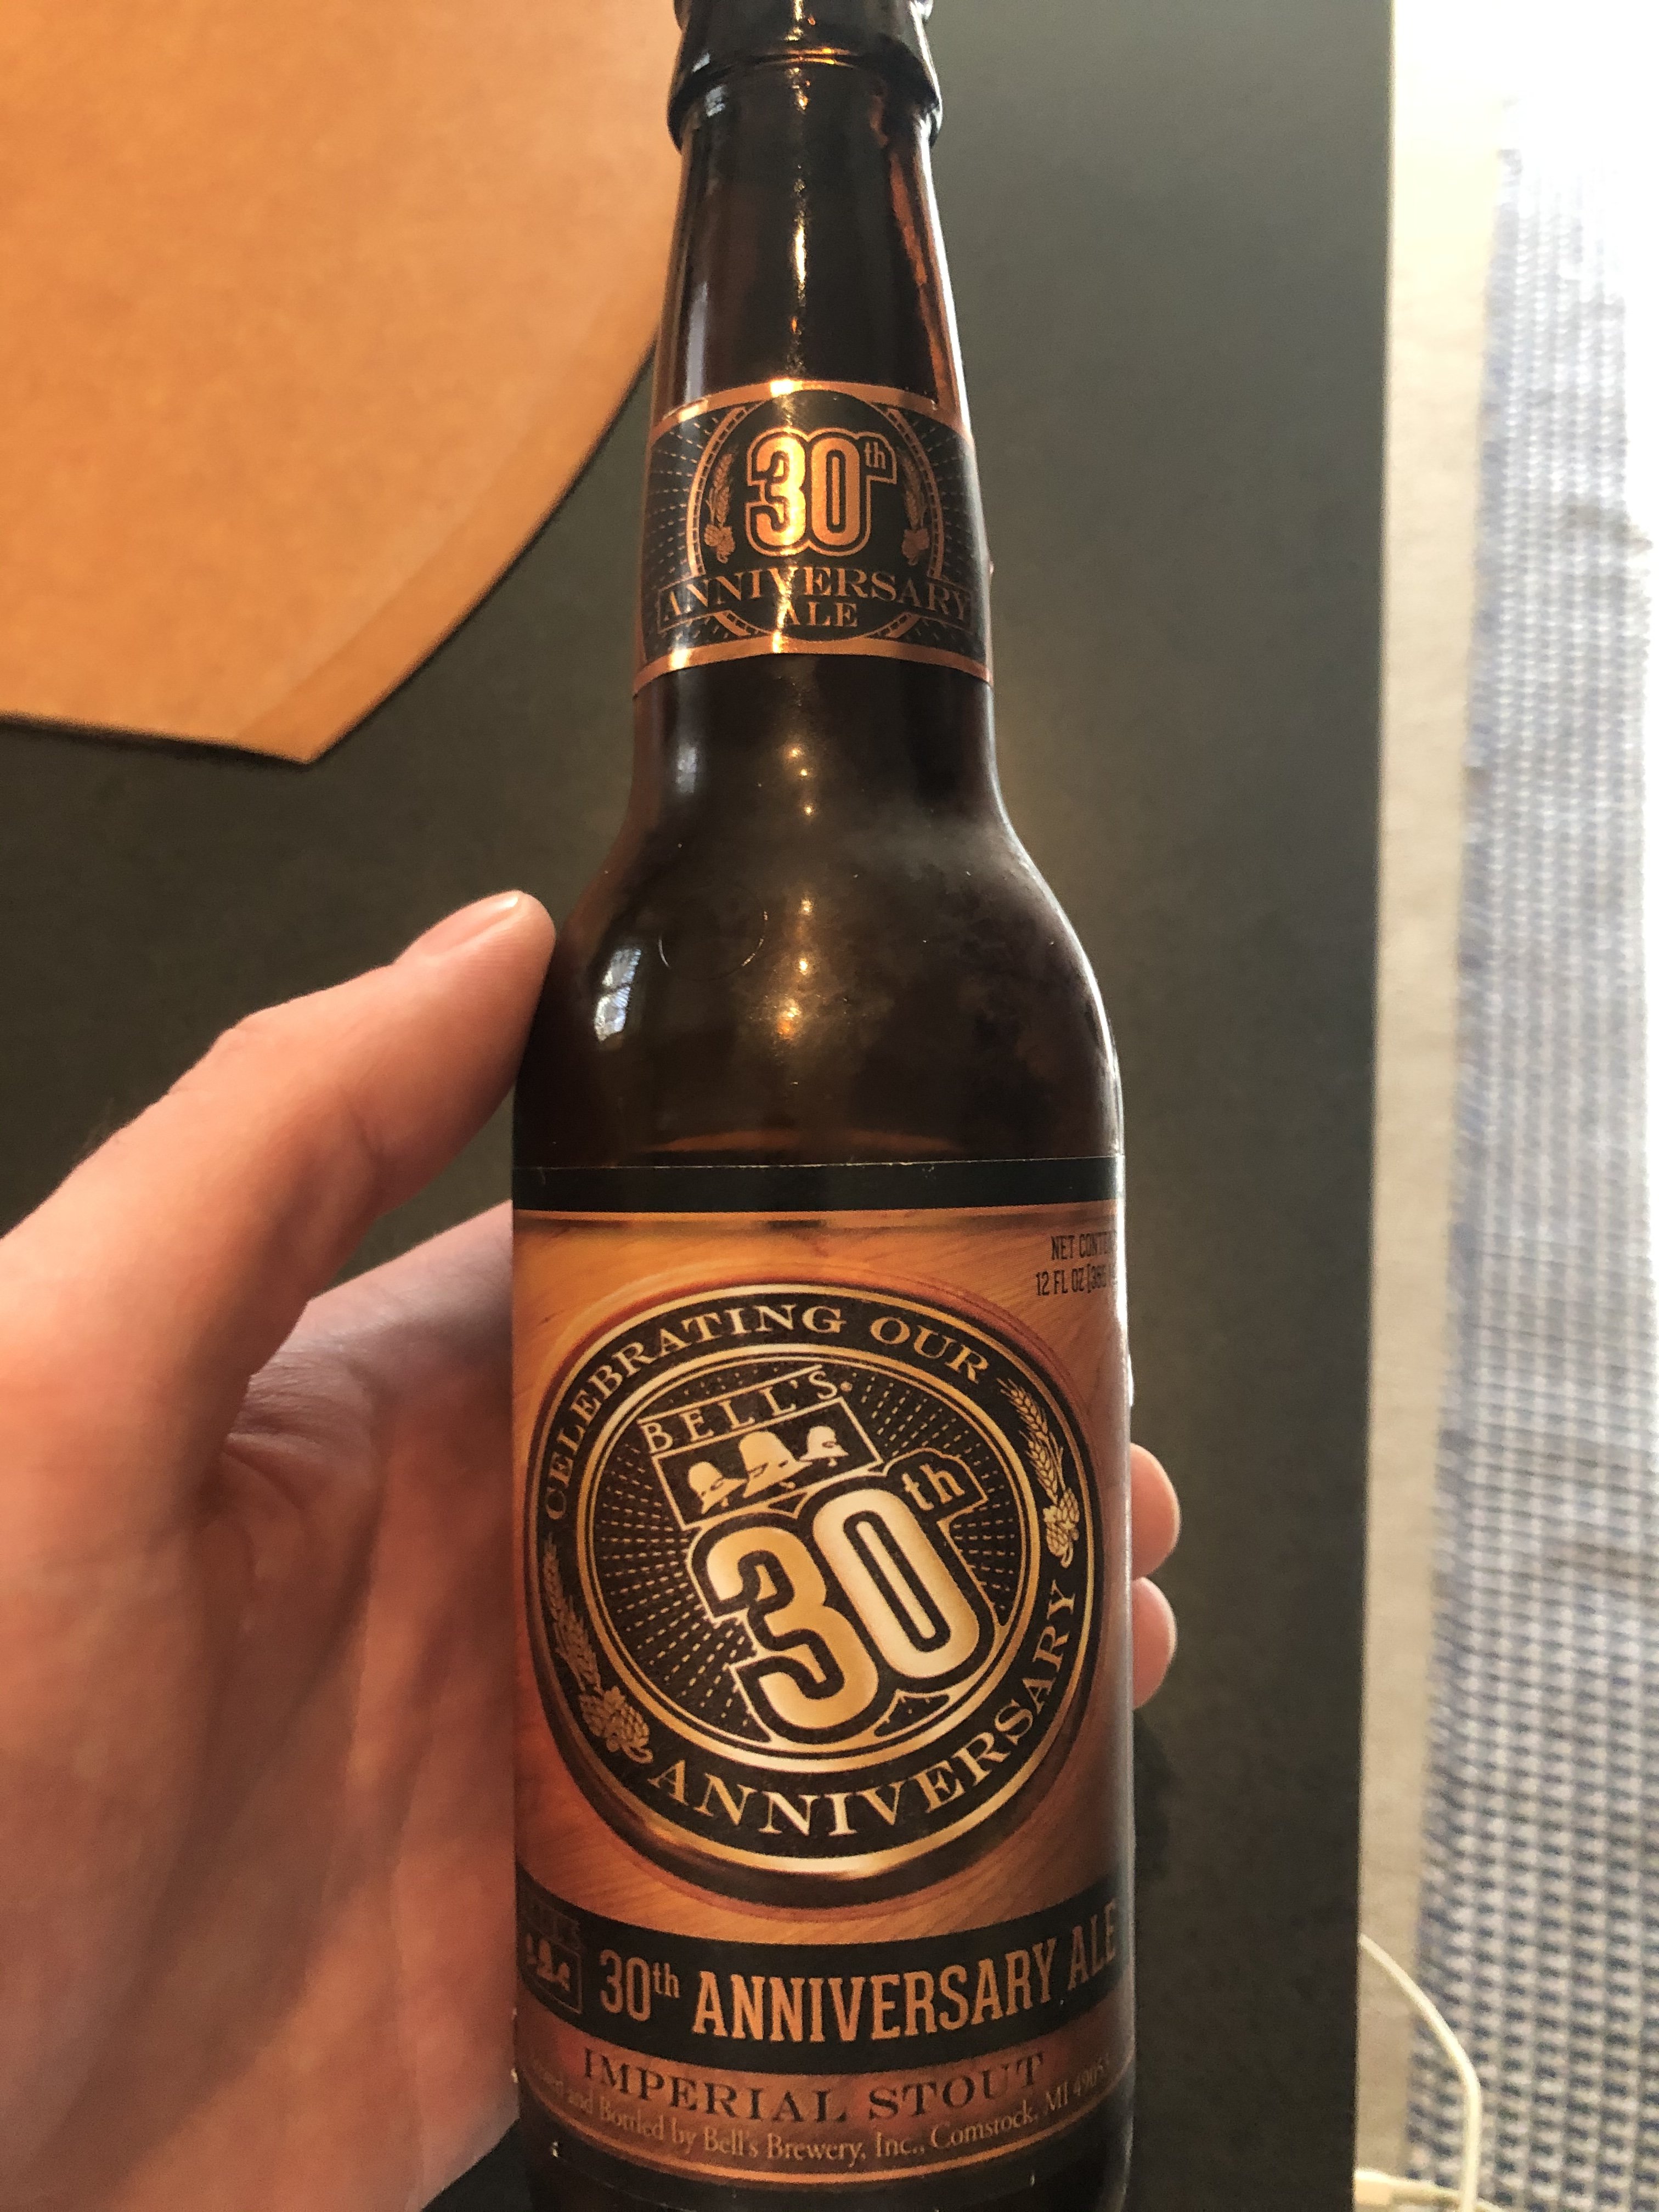 30th
ANNIVERSARY
ALE
NET
12 FL OZ
CELEBRATING OUR
BELL'S
30th
ANNIVERSARY
30th ANNIVERSARY ALE
IMPERIAL STOUT
and Bottled by Bell's Brewery, Inc., Comstock, MI